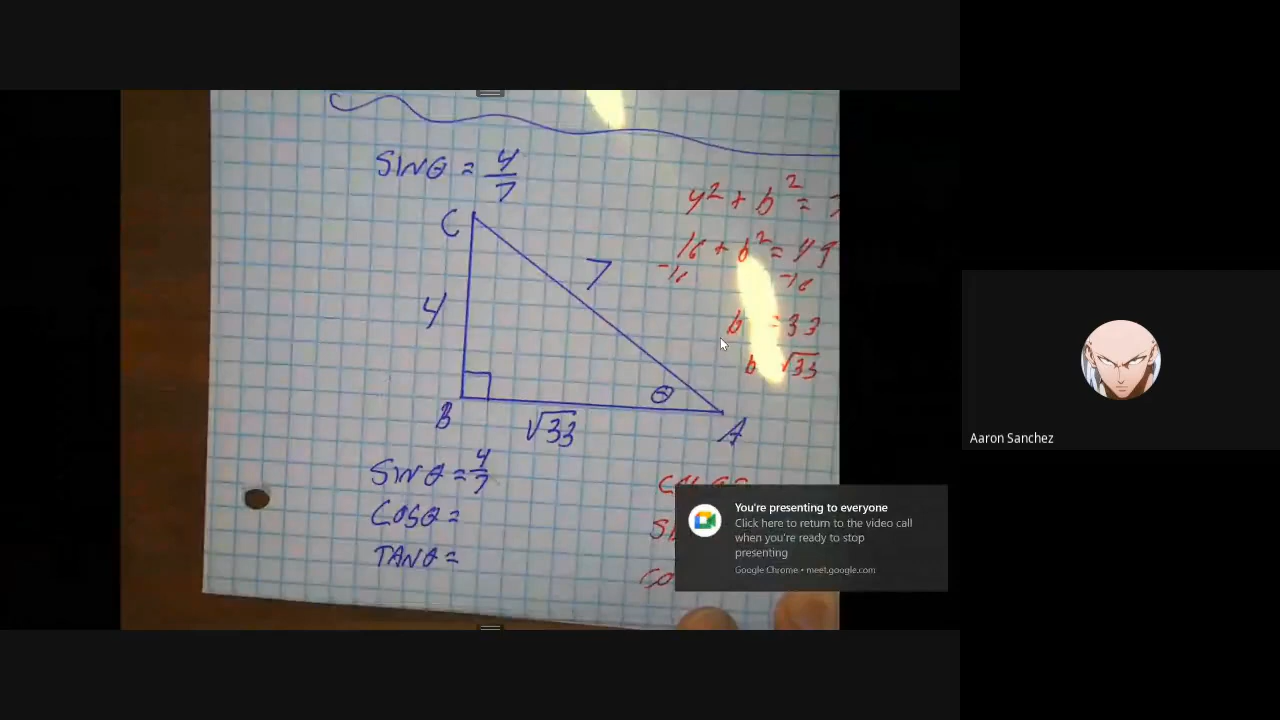 SINθ = 4/7
4² + b² =
C
16 + b² = 49
7
-16 -16
4
b = 33
b √33
θ
B
√33
A
SINθ = 4/7
COSθ =
TANθ =
You're presenting to everyone
Click here to return to the video call
when you're ready to stop
presenting
Google Chrome • meet.google.com
Aaron Sanchez